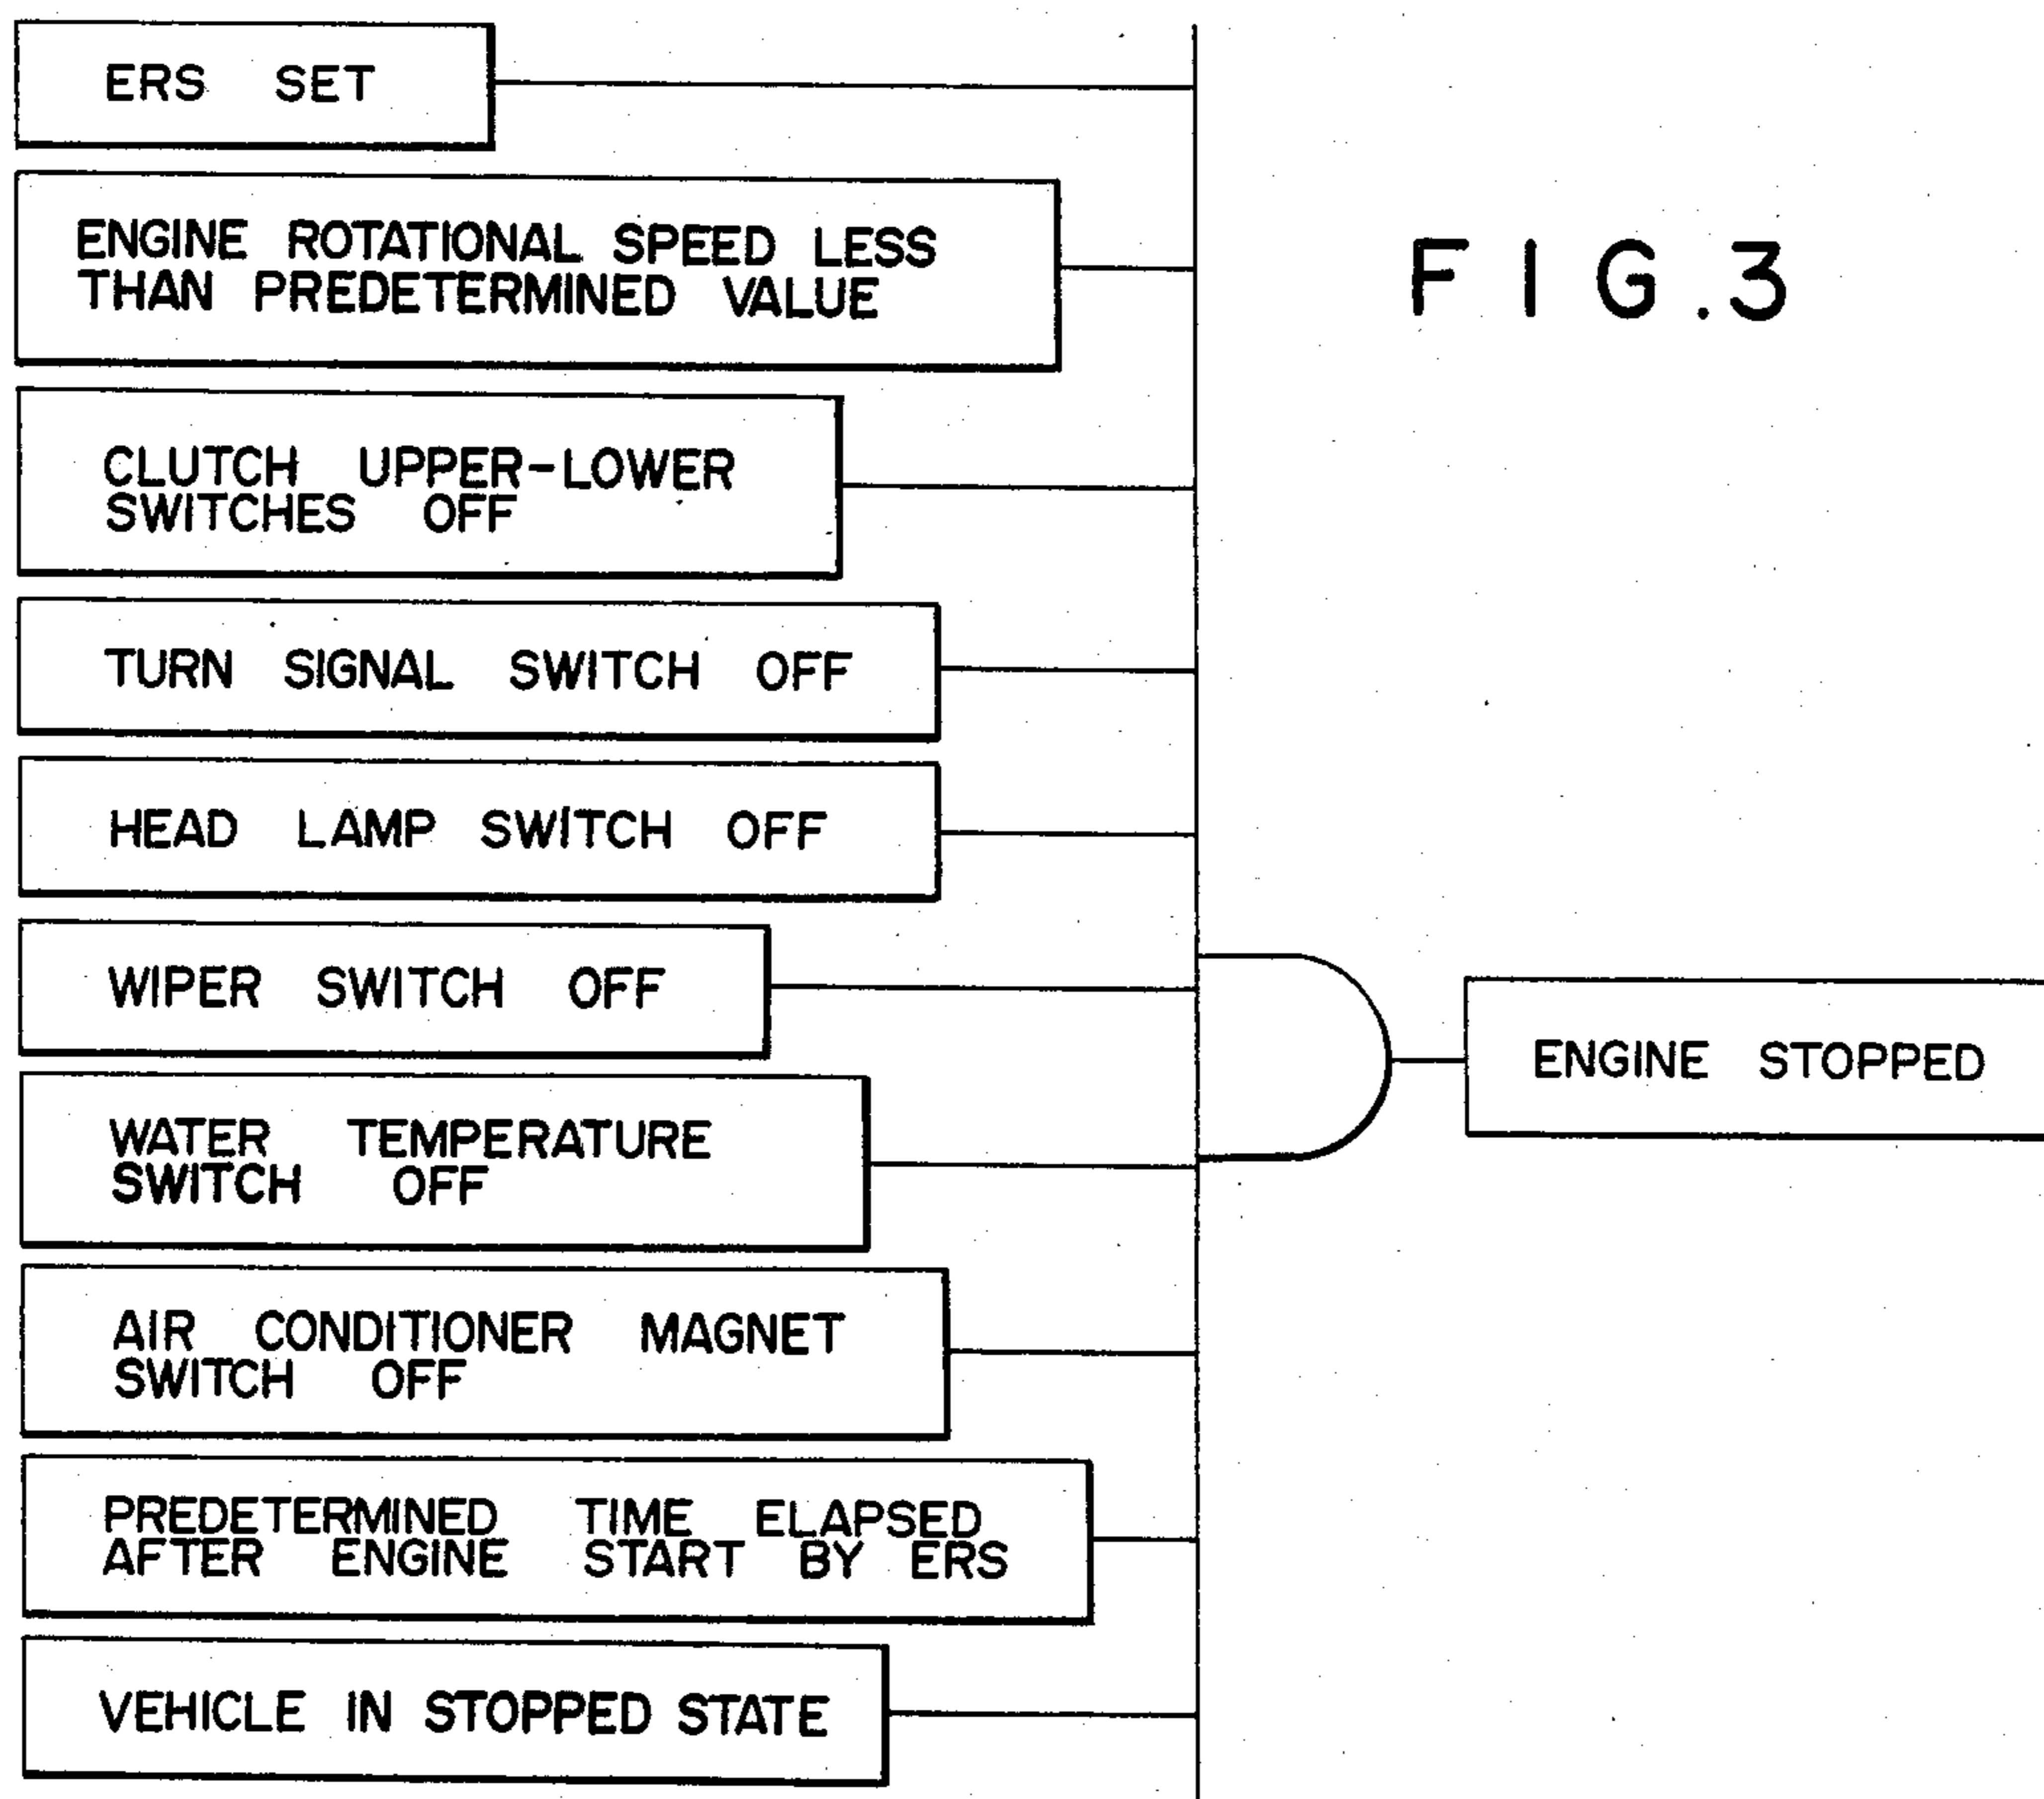 ERS SET
ENGINE ROTATIONAL SPEED LESS
THAN PREDETERMINED VALUE
FIG.3
CLUTCH UPPER-LOWER
SWITCHES OFF
TURN SIGNAL SWITCH OFF
HEAD LAMP SWITCH OFF
WIPER SWITCH OFF
ENGINE STOPPED
WATER TEMPERATURE
SWITCH OFF
AIR CONDITIONER MAGNET
SWITCH OFF
PREDETERMINED TIME ELAPSED
AFTER ENGINE START BY ERS
VEHICLE IN STOPPED STATE